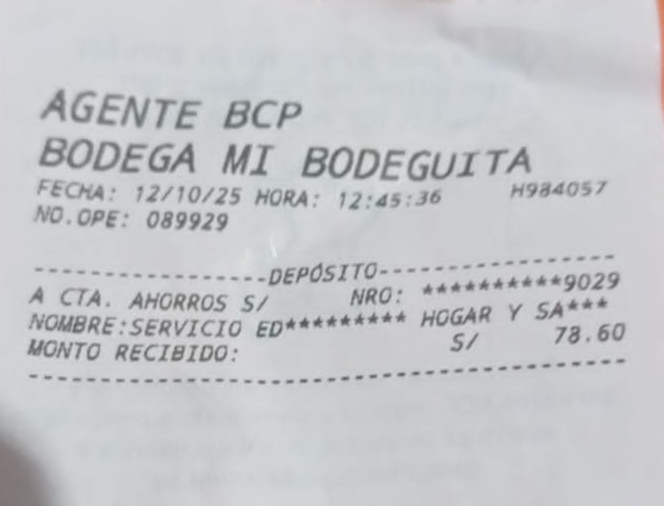 AGENTE BCP
BODEGA MI BODEGUITA
FECHA: 12/10/25 HORA: 12:45:36 H984057
NO.OPE: 089929
-----------------DEPÓSITO-----------------
A CTA. AHORROS S/ NRO: **********9029
NOMBRE:SERVICIO ED********* HOGAR Y SA***
MONTO RECIBIDO: S/ 78.60
------------------------------------------